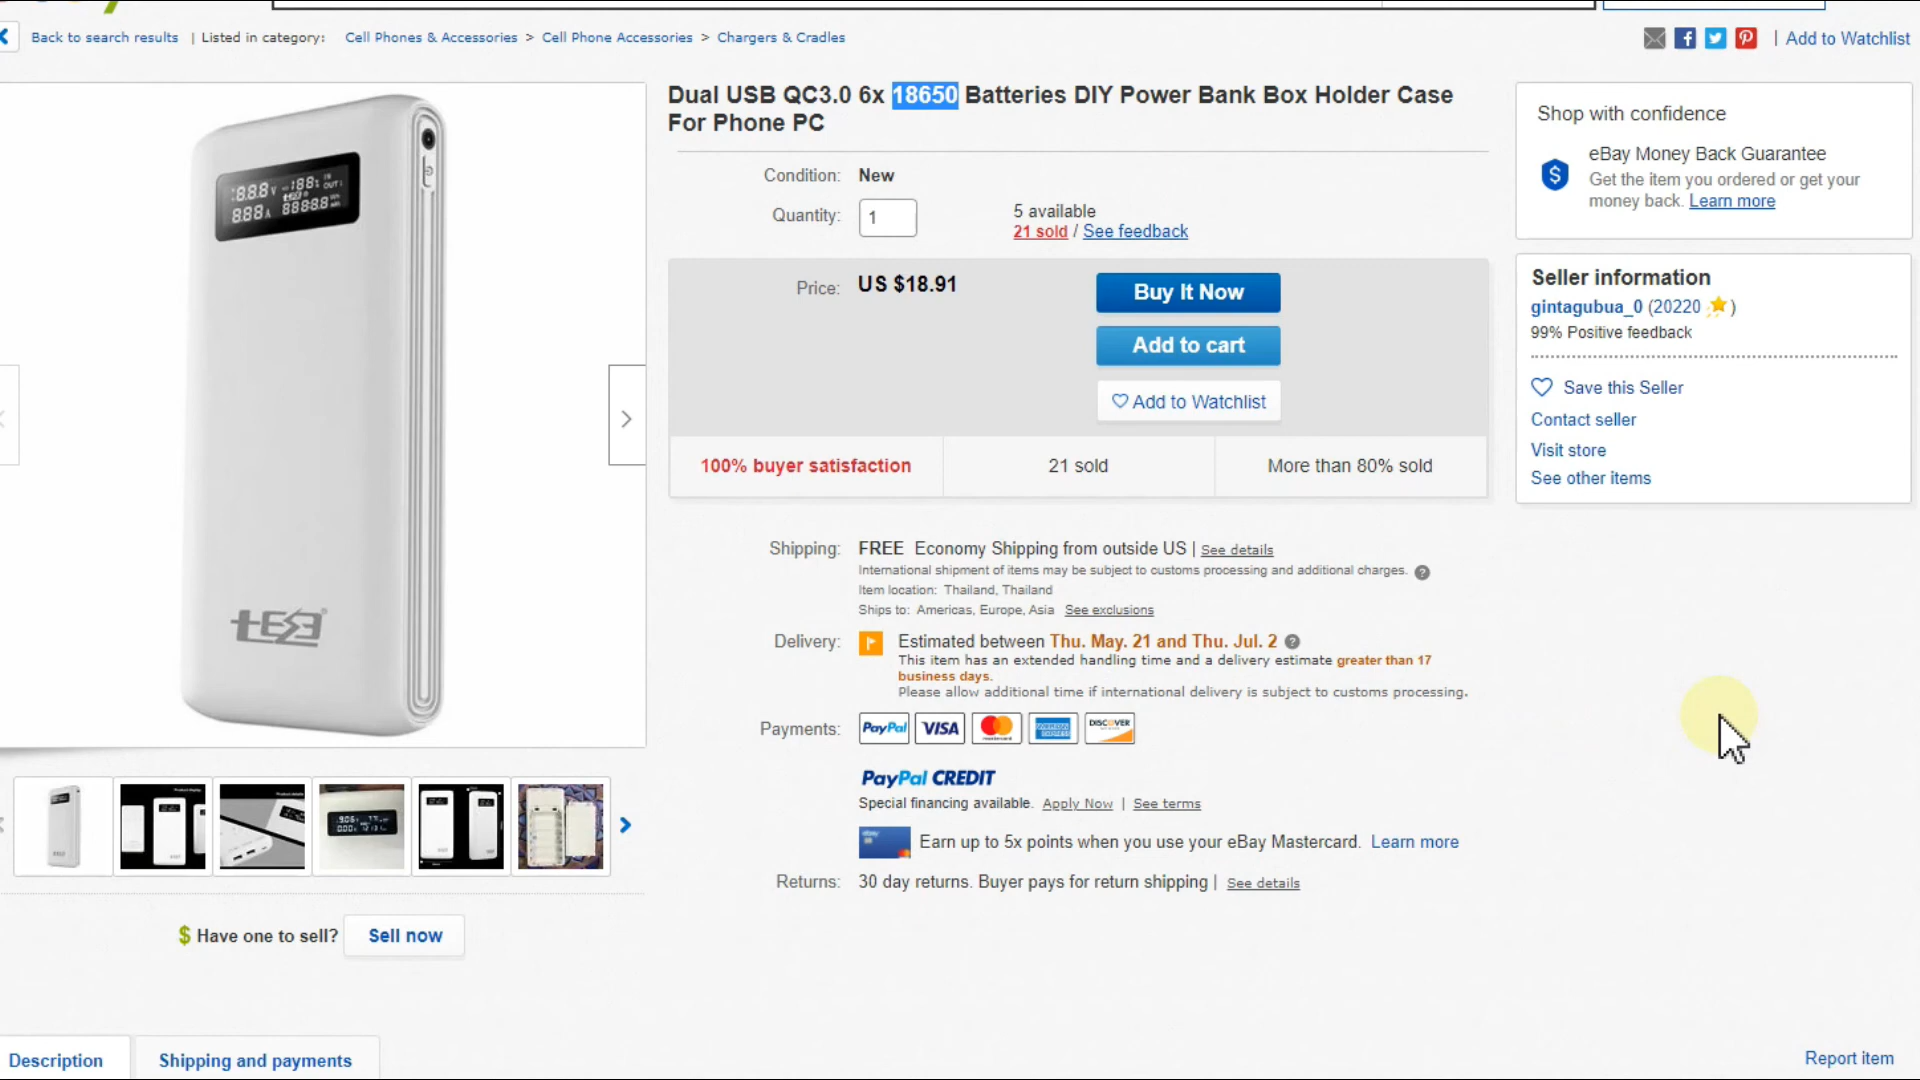 Back to search results | Listed in category: Cell Phones & Accessories > Cell Phone Accessories > Chargers & Cradles
| Add to Watchlist
Dual USB QC3.0 6x 18650 Batteries DIY Power Bank Box Holder Case
For Phone PC
Condition: New
Quantity: 1
5 available
21 sold / See feedback
Price: US $18.91
Buy It Now
Add to cart
Add to Watchlist
100% buyer satisfaction
21 sold
More than 80% sold
Shipping: FREE Economy Shipping from outside US | See details
International shipment of items may be subject to customs processing and additional charges.
Item location: Thailand, Thailand
Ships to: Americas, Europe, Asia See exclusions
Delivery: Estimated between Thu. May. 21 and Thu. Jul. 2
This item has an extended handling time and a delivery estimate greater than 17
business days.
Please allow additional time if international delivery is subject to customs processing.
Payments: PayPal VISA mastercard DISCOVER
PayPal CREDIT
Special financing available. Apply Now | See terms
Earn up to 5x points when you use your eBay Mastercard. Learn more
Returns: 30 day returns. Buyer pays for return shipping | See details
Shop with confidence
eBay Money Back Guarantee
Get the item you ordered or get your
money back. Learn more
Seller information
gintagubua_0 (20220 )
99% Positive feedback
Save this Seller
Contact seller
Visit store
See other items
$ Have one to sell? Sell now
Description
Shipping and payments
Report item